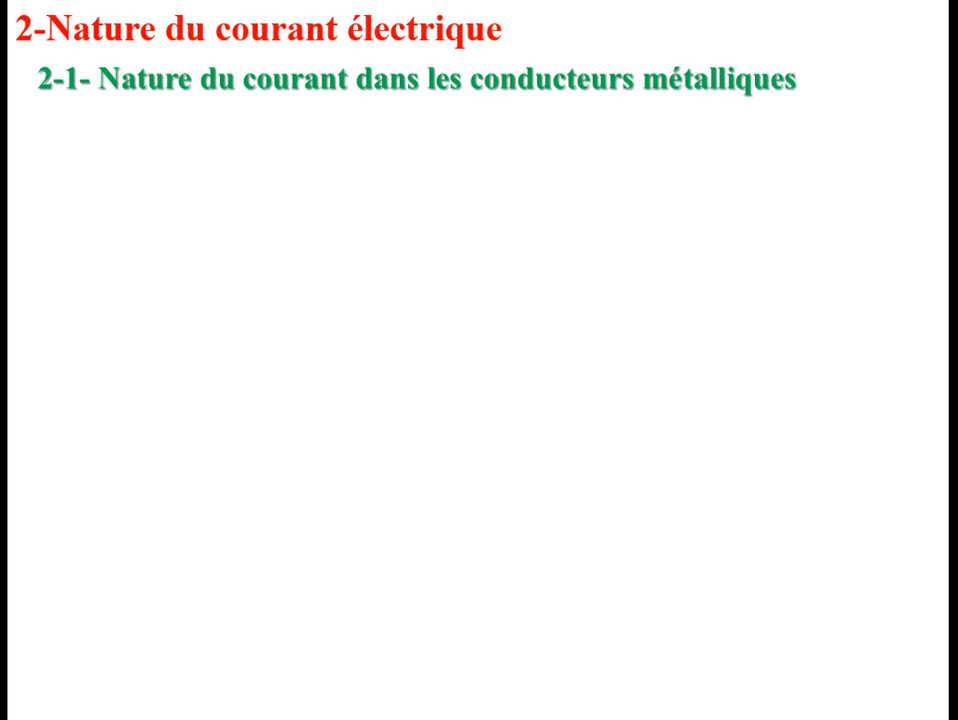 2-Nature du courant électrique
2-1- Nature du courant dans les conducteurs métalliques